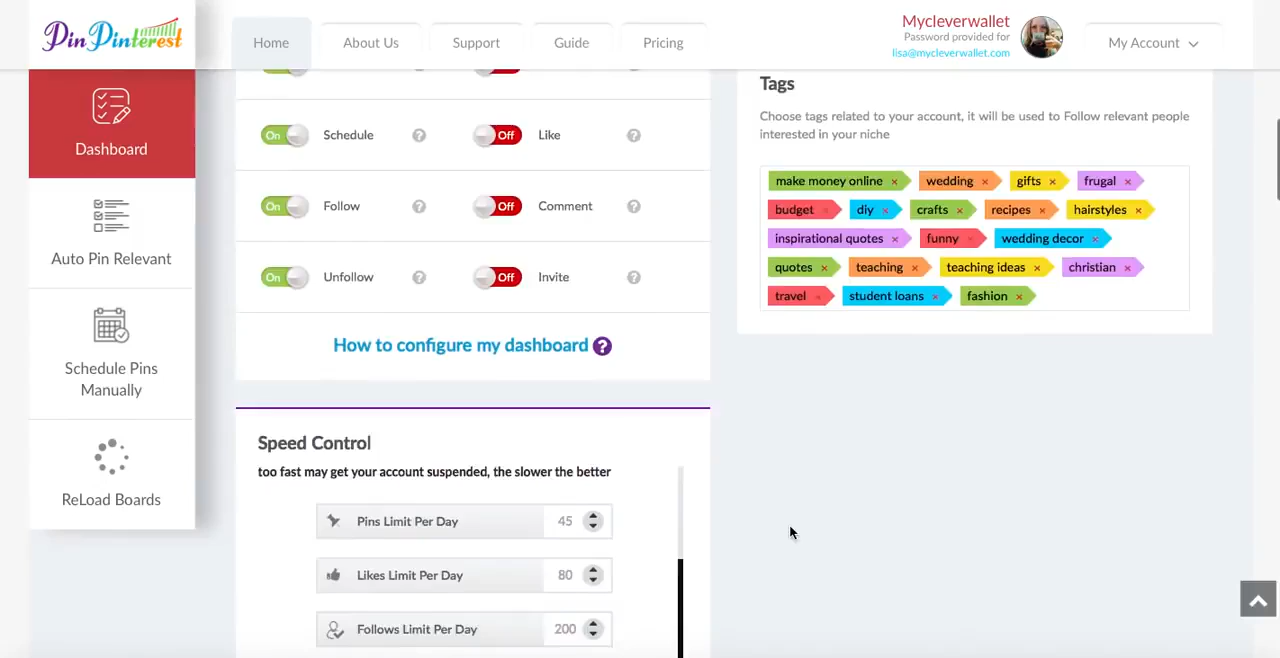 PinPinterest
Home
About Us
Support
Guide
Pricing
Mycleverwallet
Password provided for
lisa@mycleverwallet.com
My Account
Dashboard
Auto Pin Relevant
Schedule Pins
Manually
ReLoad Boards
On Schedule ? Off Like ?
On Follow ? Off Comment ?
On Unfollow ? Off Invite ?
How to configure my dashboard ?
Speed Control
too fast may get your account suspended, the slower the better
Pins Limit Per Day 45
Likes Limit Per Day 80
Follows Limit Per Day 200
Tags
Choose tags related to your account, it will be used to Follow relevant people
interested in your niche
make money online × wedding × gifts × frugal ×
budget × diy × crafts × recipes × hairstyles ×
inspirational quotes × funny × wedding decor ×
quotes × teaching × teaching ideas × christian ×
travel × student loans × fashion ×